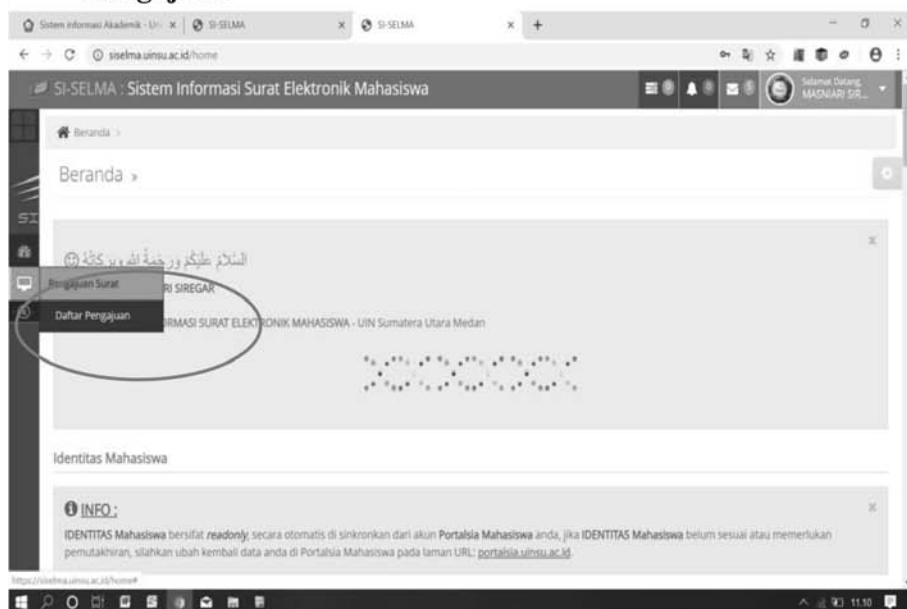 Sistem informasi Akademik - Un
SI-SELMA
SI-SELMA
siselma.uinsu.ac.id/home
SI-SELMA : Sistem Informasi Surat Elektronik Mahasiswa
Selamat Datang,
MASNIARI SIR...
Beranda >
Beranda »
SI
السَّلاَمُ عَلَيْكُمْ وَرَحْمَةُ اللهِ وَبَرَكَاتُهُ
Pengajuan Surat
RI SIREGAR
Daftar Pengajuan
RMASI SURAT ELEKTRONIK MAHASISWA - UIN Sumatera Utara Medan
Identitas Mahasiswa
INFO :
IDENTITAS Mahasiswa bersifat readonly, secara otomatis di sinkronkan dari akun Portalsia Mahasiswa anda, jika IDENTITAS Mahasiswa belum sesuai atau memerlukan
pemutakhiran, silahkan ubah kembali data anda di Portalsia Mahasiswa pada laman URL: portalsia.uinsu.ac.id.
https://siselma.uinsu.ac.id/home#
11.10